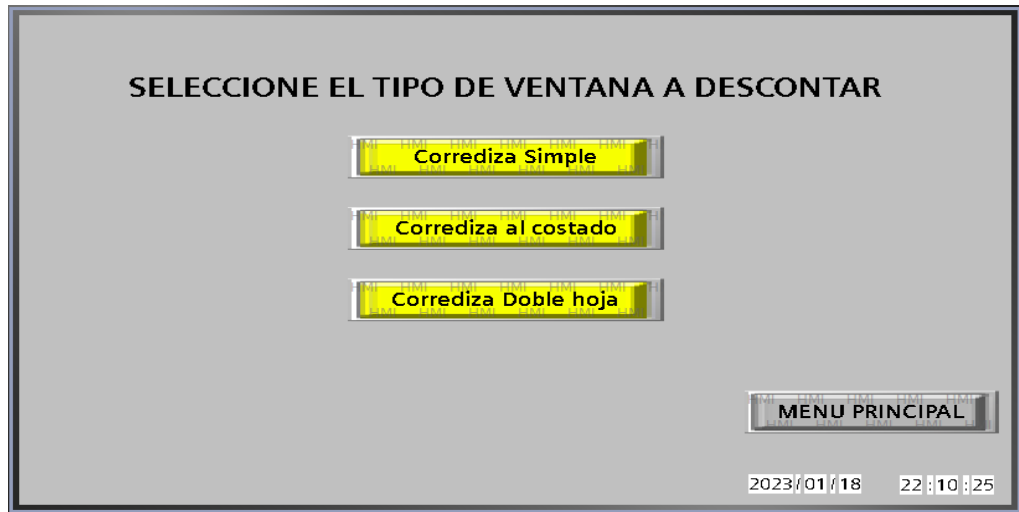 SELECCIONE EL TIPO DE VENTANA A DESCONTAR
Corrediza Simple
Corrediza al costado
Corrediza Doble hoja
MENU PRINCIPAL
2023/01/18 22:10:25